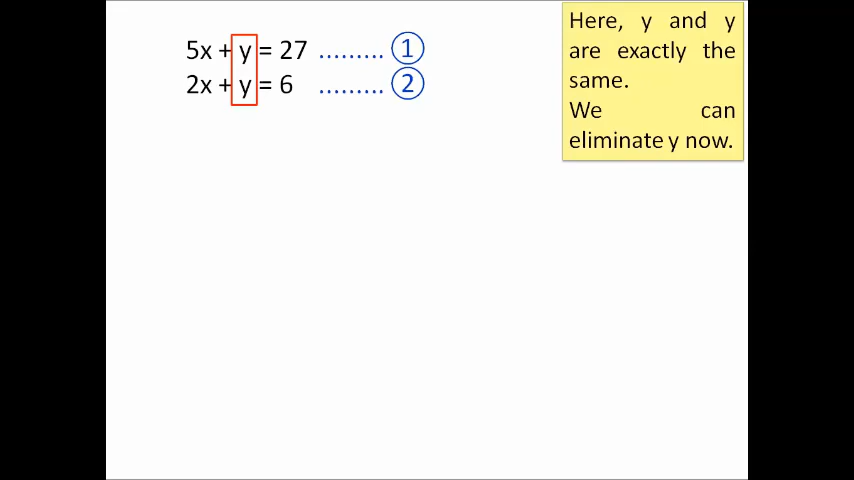 5x + y = 27 ......... 1
2x + y = 6 ......... 2
Here, y and y
are exactly the
same.
We can
eliminate y now.